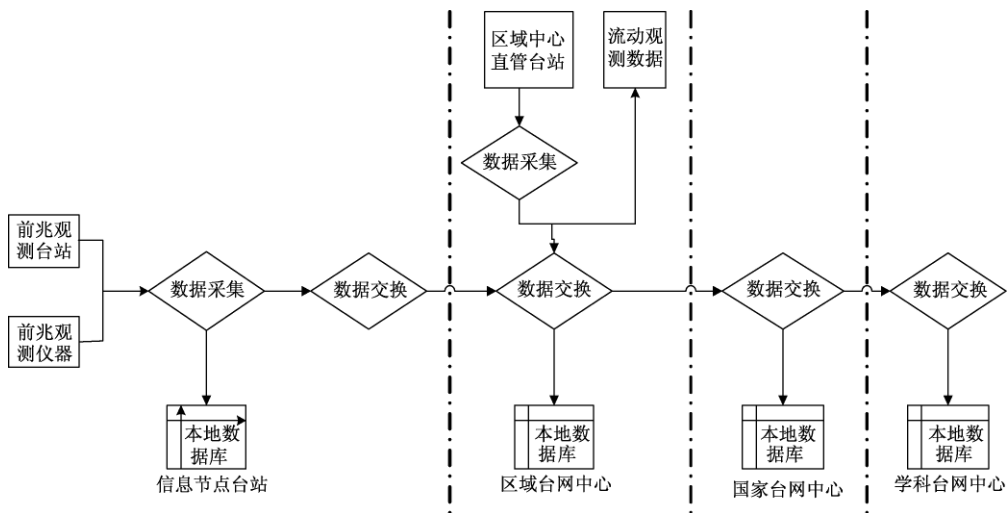 区域中心
直管台站
流动观
测数据
数据采集
前兆观
测台站
数据采集
数据交换
数据交换
数据交换
数据交换
前兆观
测仪器
本地数
据库
本地数
据库
本地数
据库
本地数
据库
信息节点台站
区域台网中心
国家台网中心
学科台网中心